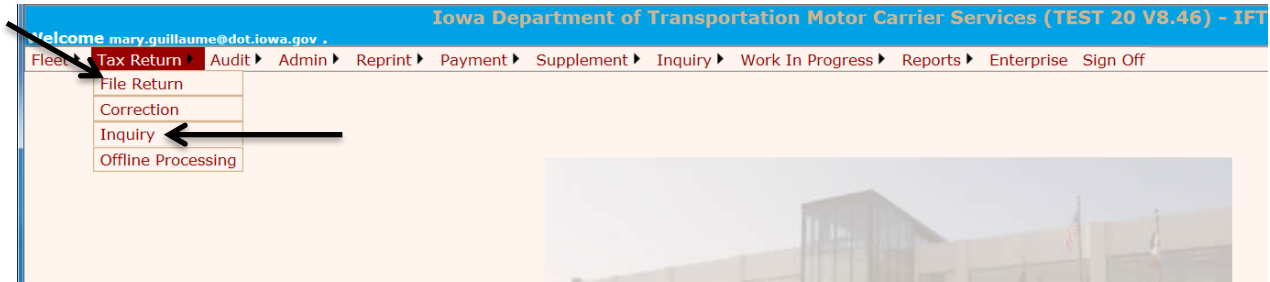 Iowa Department of Transportation Motor Carrier Services (TEST 20 V8.46) - IFT
Welcome mary.guillaume@dot.iowa.gov .
Fleet Tax Return Audit Admin Reprint Payment Supplement Inquiry Work In Progress Reports Enterprise Sign Off
File Return
Correction
Inquiry
Offline Processing